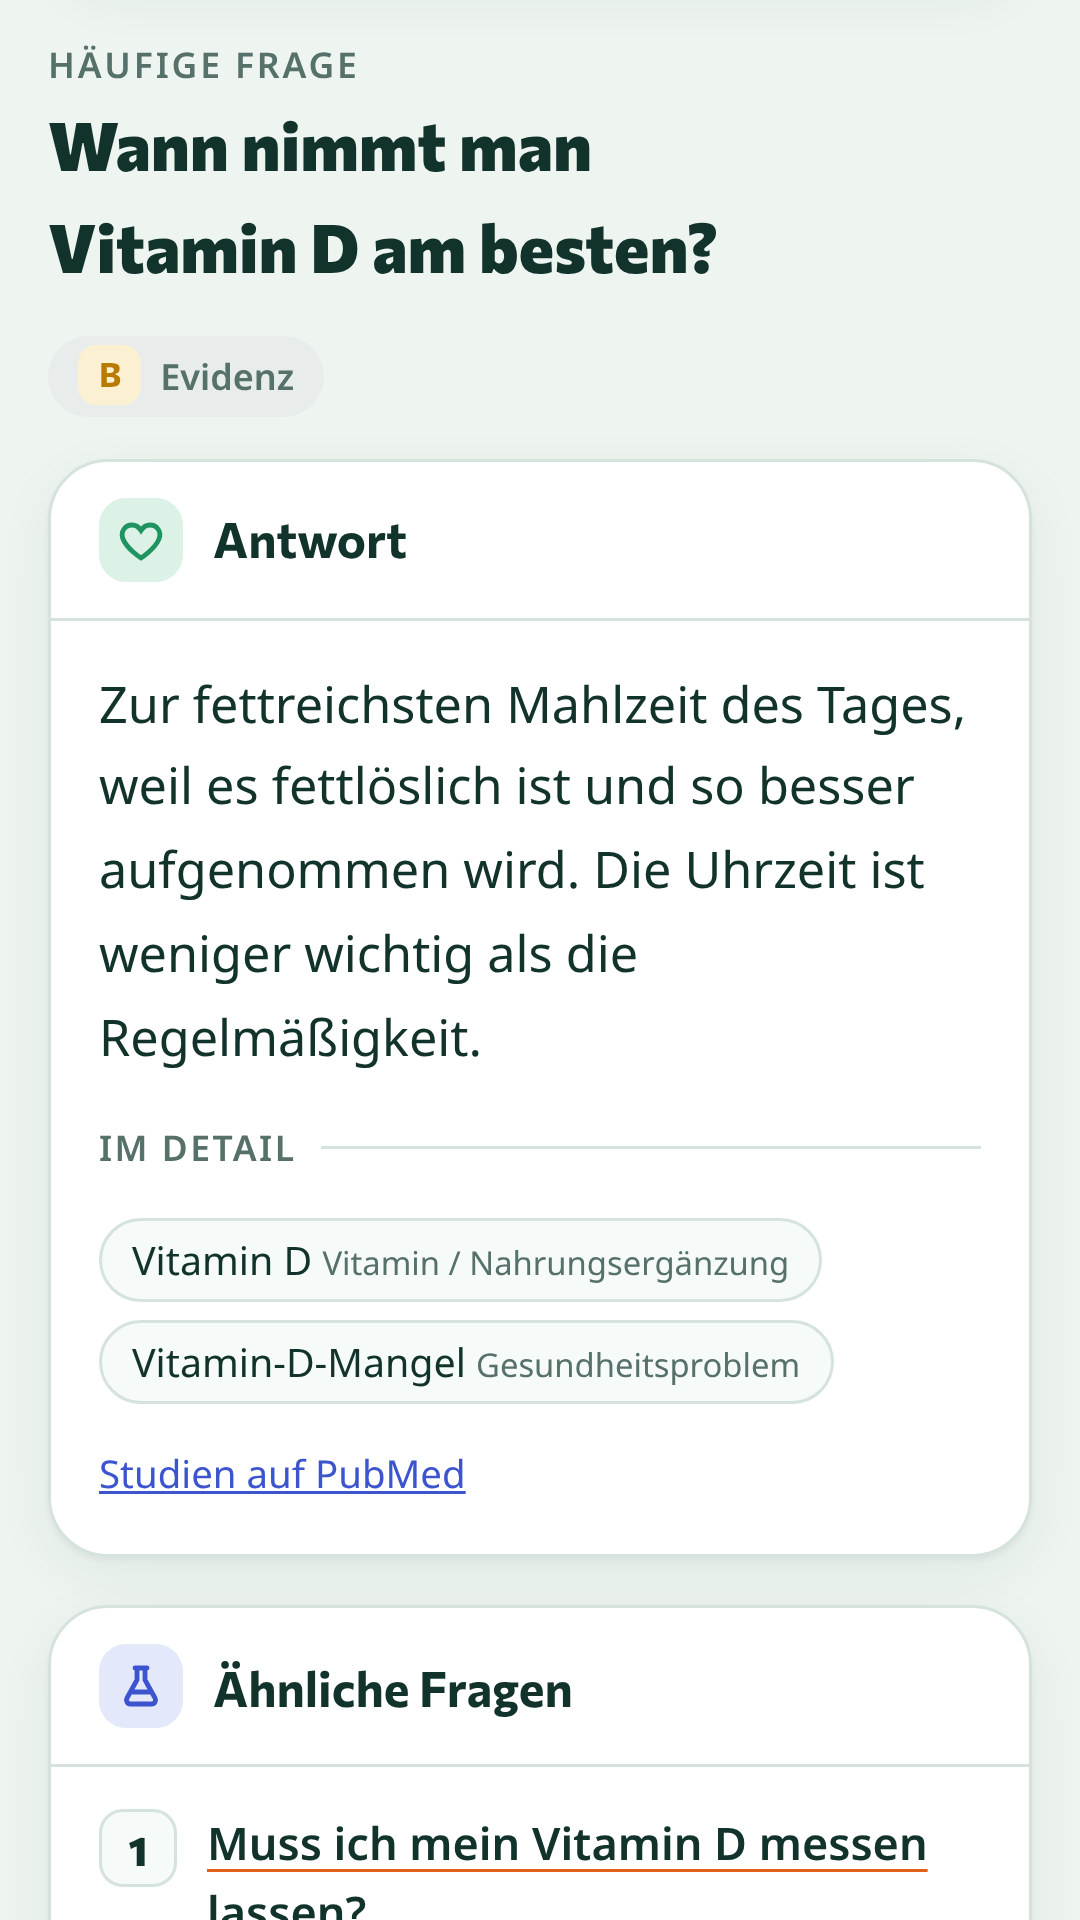 HÄUFIGE FRAGE
Wann nimmt man
Vitamin D am besten?
B Evidenz
Antwort
Zur fettreichsten Mahlzeit des Tages,
weil es fettlöslich ist und so besser
aufgenommen wird. Die Uhrzeit ist
weniger wichtig als die
Regelmäßigkeit.
IM DETAIL
Vitamin D Vitamin / Nahrungsergänzung
Vitamin-D-Mangel Gesundheitsproblem
Studien auf PubMed
Ähnliche Fragen
1 Muss ich mein Vitamin D messen
lassen?